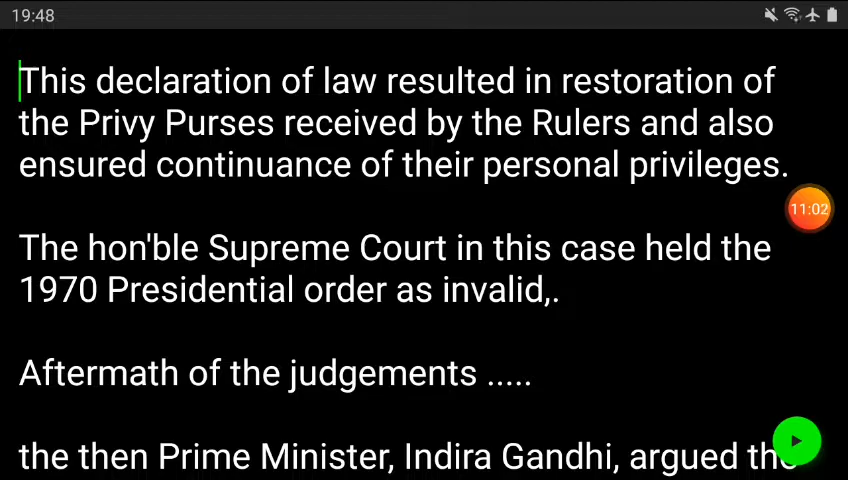 19:48
This declaration of law resulted in restoration of
the Privy Purses received by the Rulers and also
ensured continuance of their personal privileges.
11:02
The hon'ble Supreme Court in this case held the
1970 Presidential order as invalid,.
Aftermath of the judgements .....
the then Prime Minister, Indira Gandhi, argued the